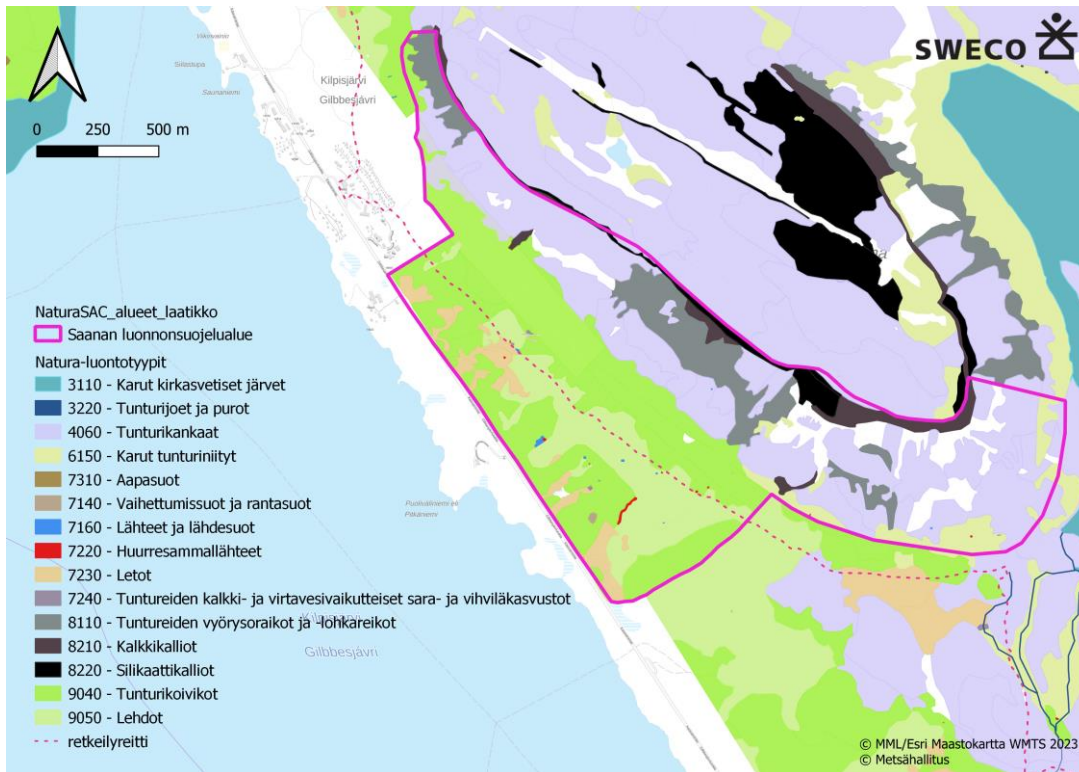 Vikinvainio
Siilastupa
Saunaniemi
Kilpisjärvi
Gilbbesjávri
SWECO
0 250 500 m
NaturaSAC_alueet_laatikko
Saanan luonnonsuojelualue
Natura-luontotyypit
3110 - Karut kirkasvetiset järvet
3220 - Tunturijoet ja purot
4060 - Tunturikankaat
6150 - Karut tunturiniityt
7310 - Aapasuot
7140 - Vaihettumissuot ja rantasuot
7160 - Lähteet ja lähdesuot
7220 - Huurresammallähteet
7230 - Letot
7240 - Tuntureiden kalkki- ja virtavesivaikutteiset sara- ja vihviläkasvustot
8110 - Tuntureiden vyörysoraikot ja -lohkareikot
8210 - Kalkkikalliot
8220 - Silikaattikalliot
9040 - Tunturikoivikot
9050 - Lehdot
retkeilyreitti
Gilbbesjávri
© MML/Esri Maastokartta WMTS 2023
© Metsähallitus